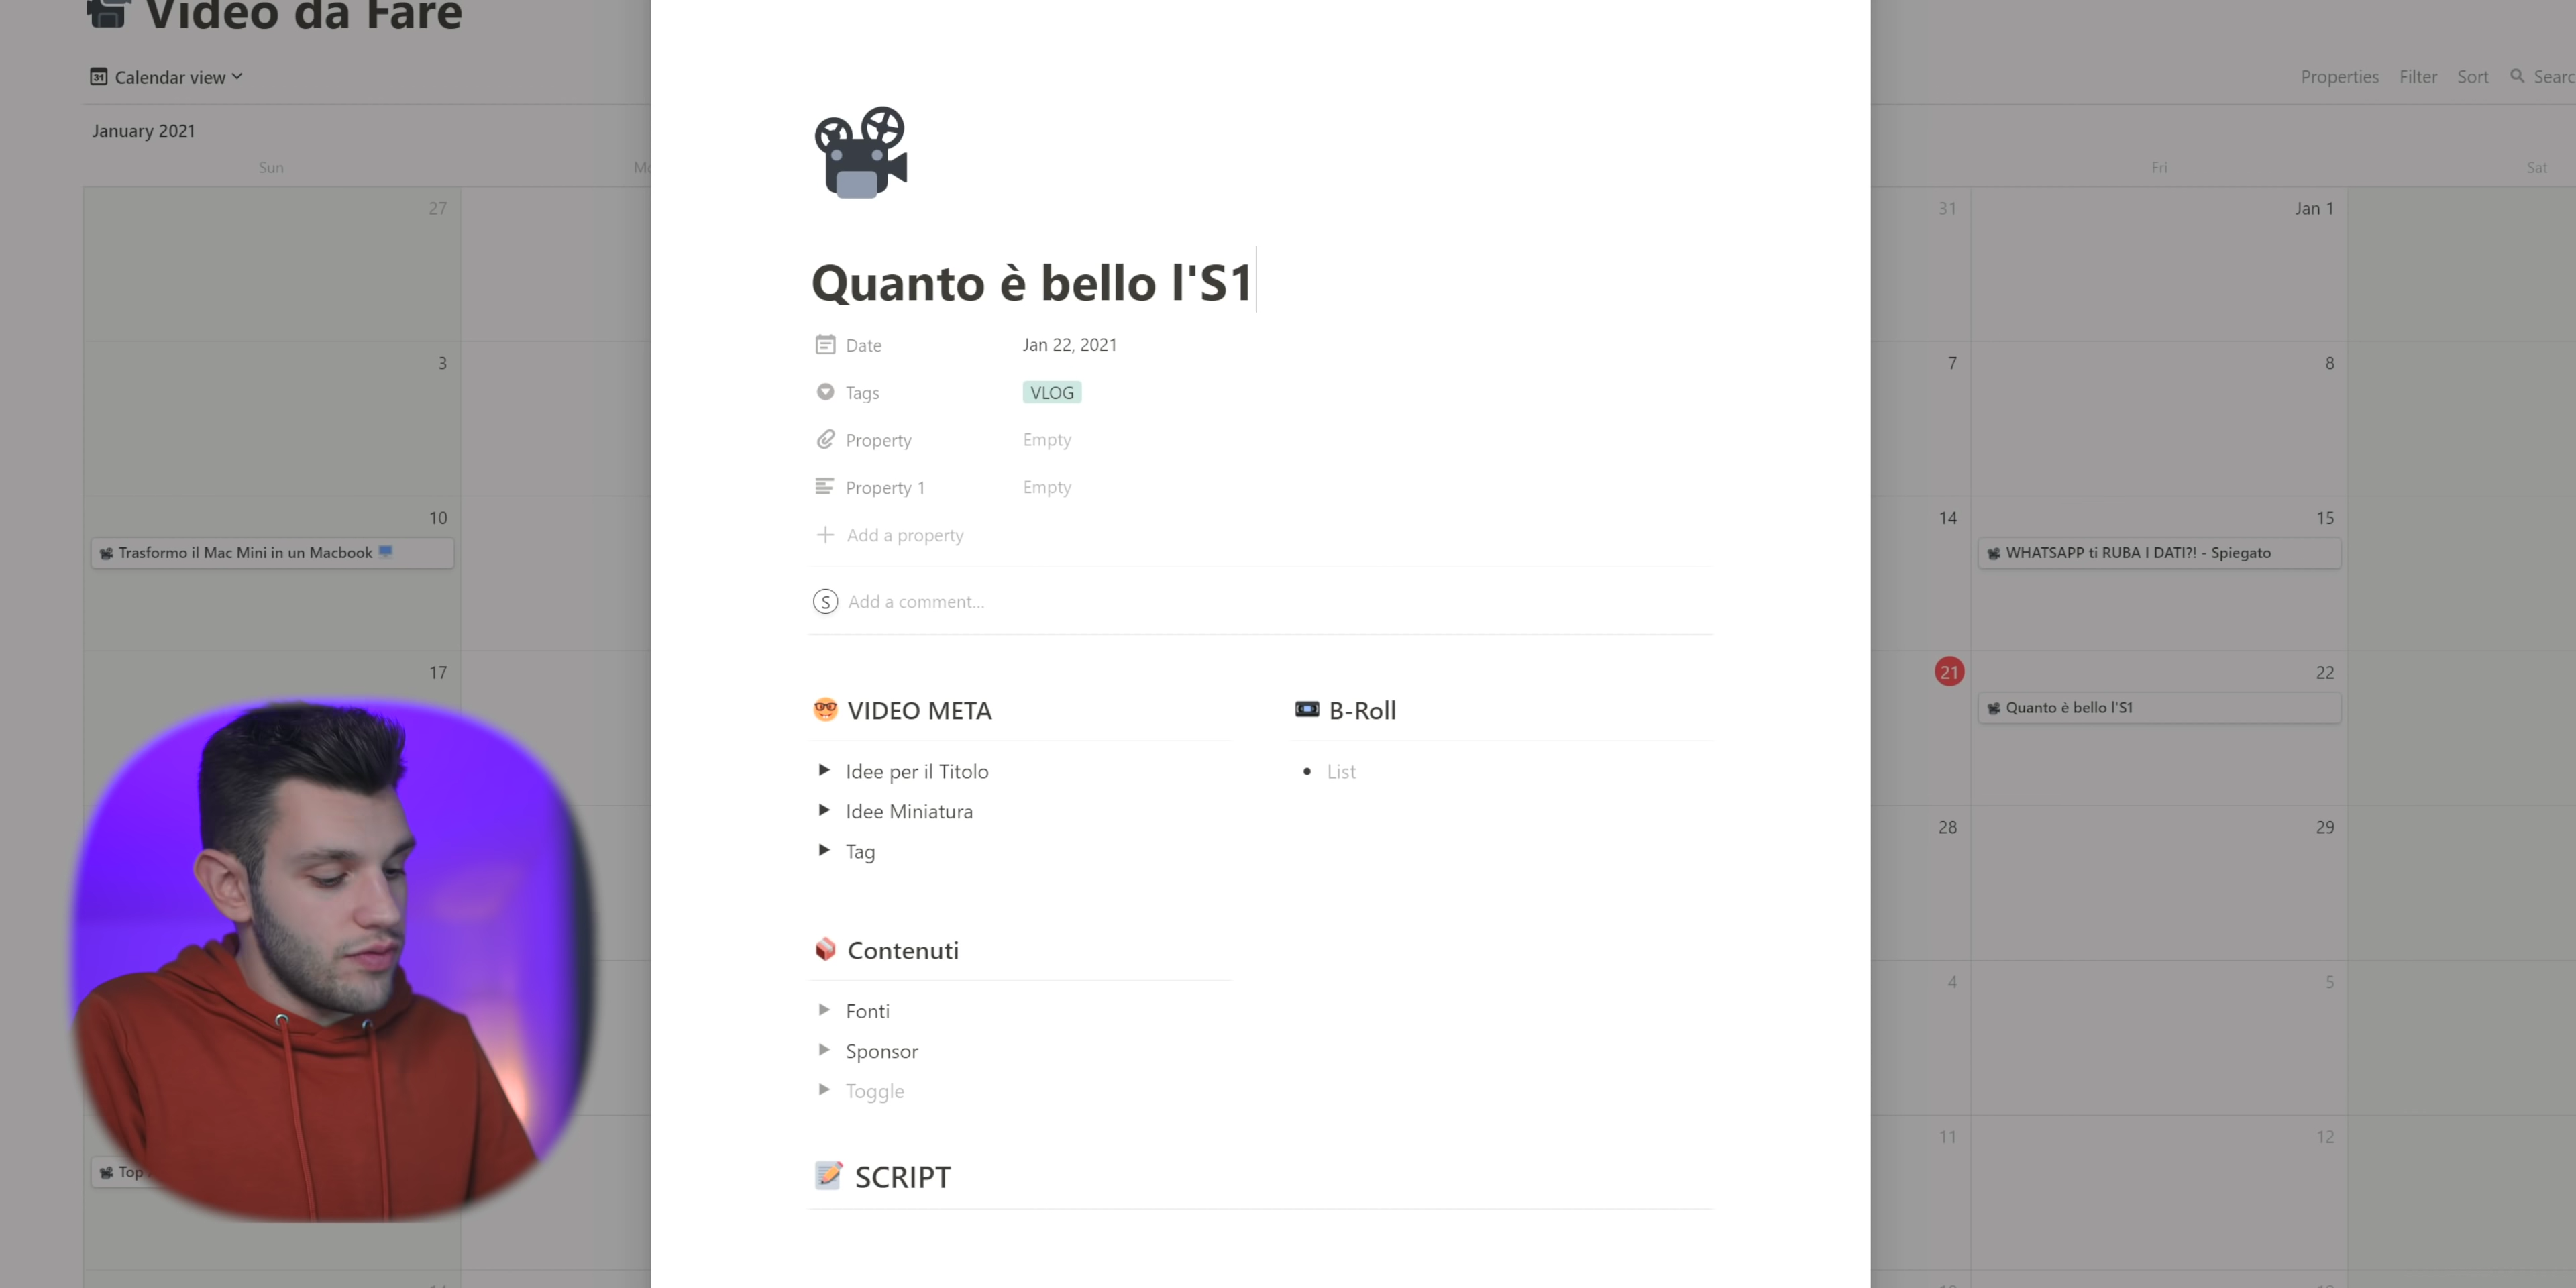 Video da Fare
Calendar view
Properties Filter Sort
January 2021
Sun
Fri
Sat
27
31
Jan 1
3
7
8
10
Trasformo il Mac Mini in un Macbook
14
15
WHATSAPP ti RUBA I DATI?! - Spiegato
17
21
22
Quanto è bello l'S1
28
29
4
5
Top
11
12
Quanto è bello l'S1
Date Jan 22, 2021
Tags VLOG
Property Empty
Property 1 Empty
Add a property
S Add a comment...
VIDEO META
Idee per il Titolo
Idee Miniatura
Tag
B-Roll
List
Contenuti
Fonti
Sponsor
Toggle
SCRIPT